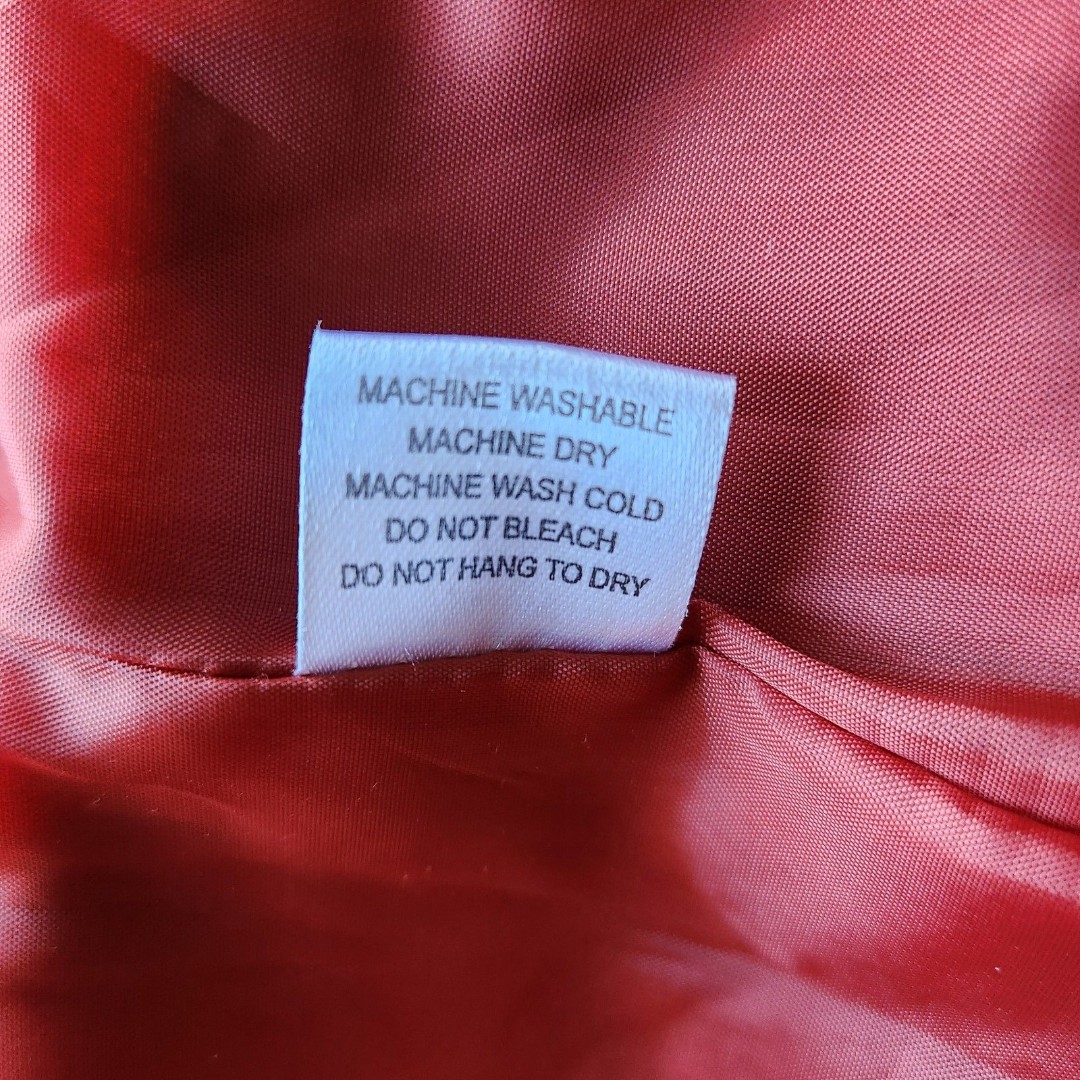 MACHINE WASHABLE
MACHINE DRY
MACHINE WASH COLD
DO NOT BLEACH
DO NOT HANG TO DRY